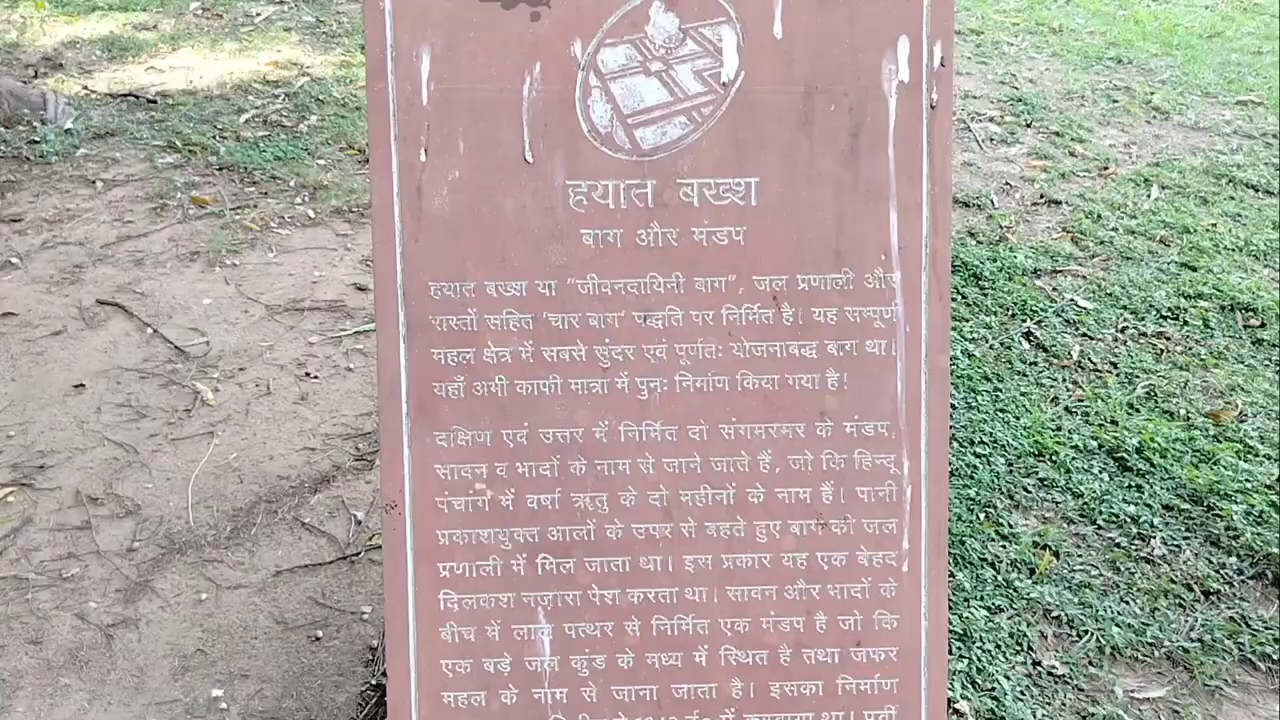 हयात बख्श
बाग और मंडप
हयात बख्श या "जीवनदायिनी बाग", जल प्रणाली और
रास्तों सहित 'चार बाग' पद्धति पर निर्मित है। यह सम्पूर्ण
महल क्षेत्र में सबसे सुंदर एवं पूर्णतः योजनाबद्ध बाग था।
यहाँ अभी काफी मात्रा में पुनः निर्माण किया गया है!
दक्षिण एवं उत्तर में निर्मित दो संगमरमर के मंडप,
सावन व भादों के नाम से जाने जाते हैं, जो कि हिन्दू
पंचांग में वर्षा ऋतु के दो महीनों के नाम हैं। पानी
प्रकाशयुक्त आलों के उपर से बहते हुए बाग की जल
प्रणाली में मिल जाता था। इस प्रकार यह एक बेहद
दिलकश नज़ारा पेश करता था। सावन और भादों के
बीच में लाल पत्थर से निर्मित एक मंडप है जो कि
एक बड़े जल कुंड के मध्य में स्थित है तथा जफर
महल के नाम से जाना जाता है। इसका निर्माण
में करवाया था। पूर्वी